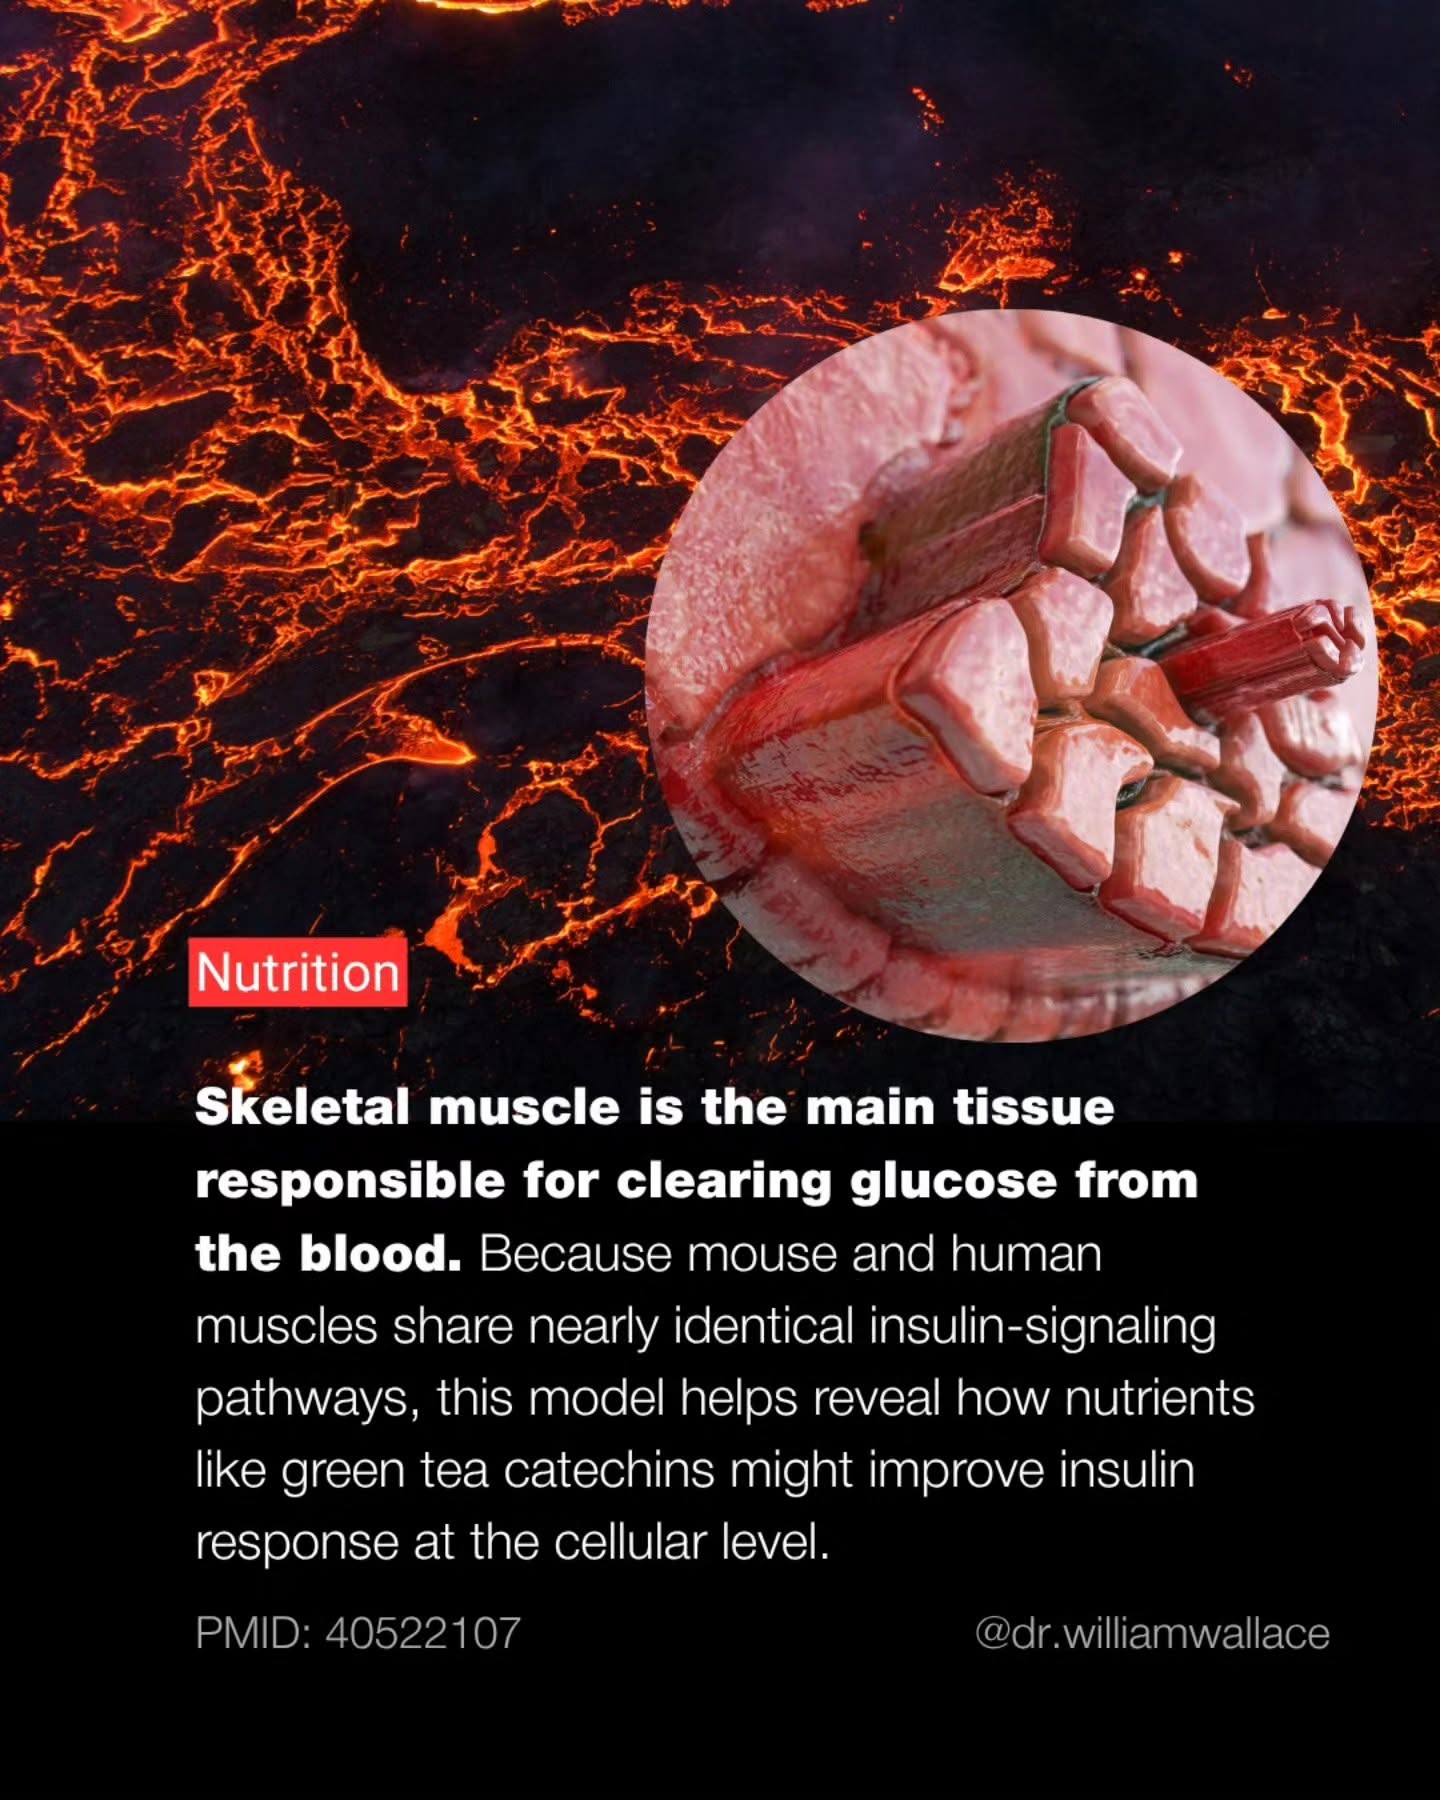 Nutrition
Skeletal muscle is the main tissue
responsible for clearing glucose from
the blood. Because mouse and human
muscles share nearly identical insulin-signaling
pathways, this model helps reveal how nutrients
like green tea catechins might improve insulin
response at the cellular level.
PMID: 40522107
@dr.williamwallace